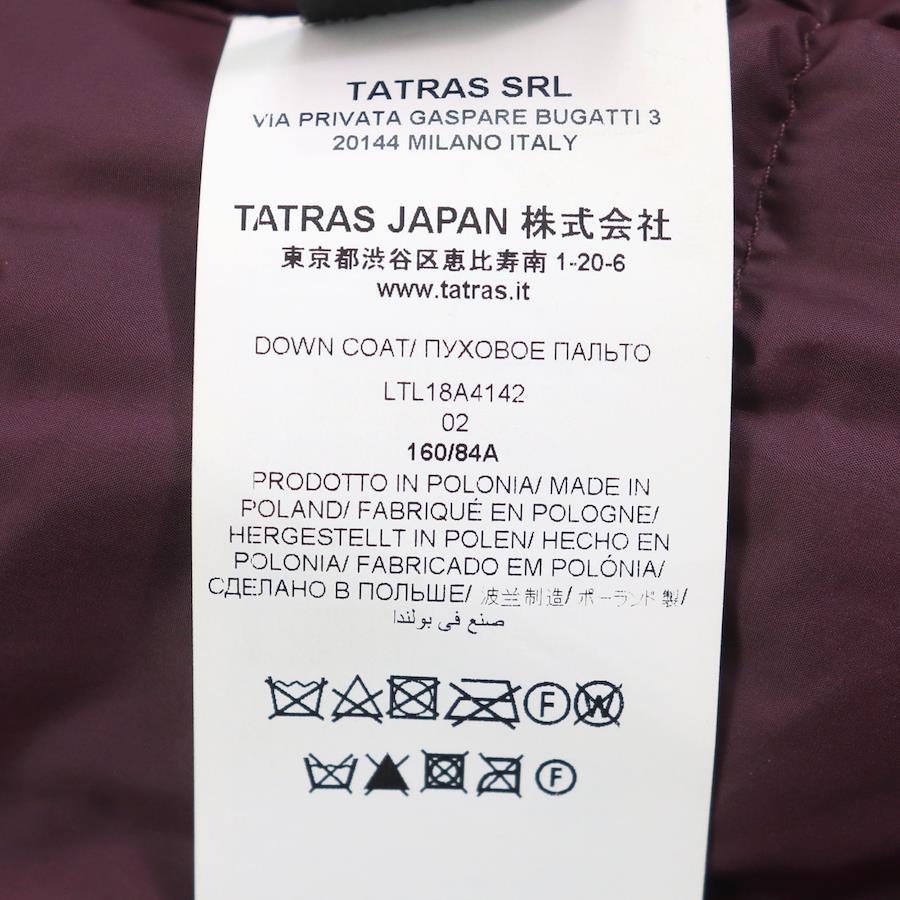 TATRAS SRL
VIA PRIVATA GASPARE BUGATTI 3
20144 MILANO ITALY
TATRAS JAPAN 株式会社
東京都渋谷区恵比寿南 1-20-6
www.tatras.it
DOWN COAT/ ПУХОВОЕ ПАЛЬТО
LTL18A4142
02
160/84A
PRODOTTO IN POLONIA/ MADE IN
POLAND/ FABRIQUÉ EN POLOGNE/
HERGESTELLT IN POLEN/ HECHO EN
POLONIA/ FABRICADO EM POLÓNIA/
СДЕЛАНО В ПОЛЬШЕ/ 波兰制造/ ポーランド製/
صنع في بولندا
F W
F